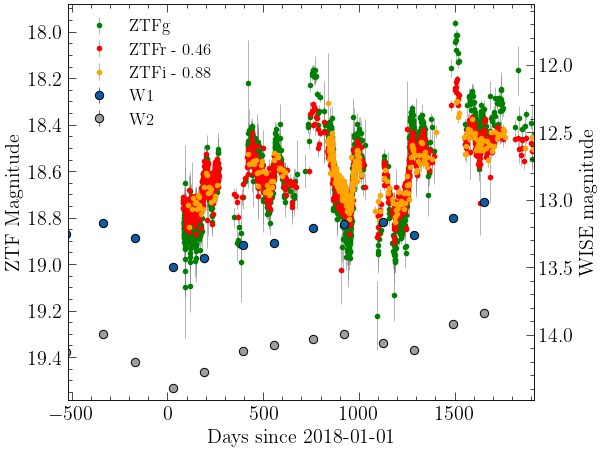 18.0
18.2
18.4
18.6
18.8
19.0
19.2
19.4
ZTF Magnitude
ZTFg
ZTFr - 0.46
ZTFi - 0.88
W1
W2
12.0
12.5
13.0
13.5
14.0
WISE magnitude
−500
0
500
1000
1500
Days since 2018-01-01